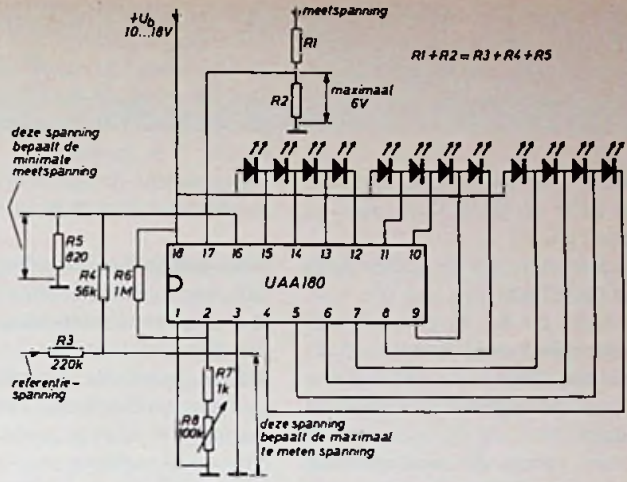 +Ub
10...18V
meetspanning
R1
R1+R2=R3+R4+R5
R2
maximaal
6V
deze spanning
bepaalt de
minimale
meetspanning
R5
820
R4
56k
R6
1M
18
17
16
15
14
13
12
11
10
UAA180
1
2
3
4
5
6
7
8
9
R3
220k
referentie-
spanning
R7
1k
R8
100k
deze spanning
bepaalt de maximaal
te meten spanning